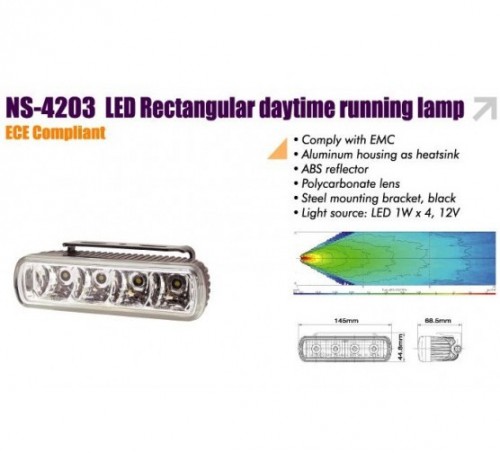 NS-4203 LED Rectangular daytime running lamp
ECE Compliant
• Comply with EMC
• Aluminum housing as heatsink
• ABS reflector
• Polycarbonate lens
• Steel mounting bracket, black
• Light source: LED 1W x 4, 12V
145mm
68.5mm
44.8mm